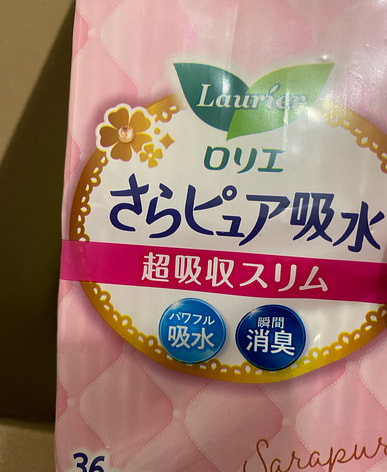 Laurier
ロリエ
さらピュア吸水
超吸収スリム
パワフル
吸水
瞬間
消臭
36
Sarapur